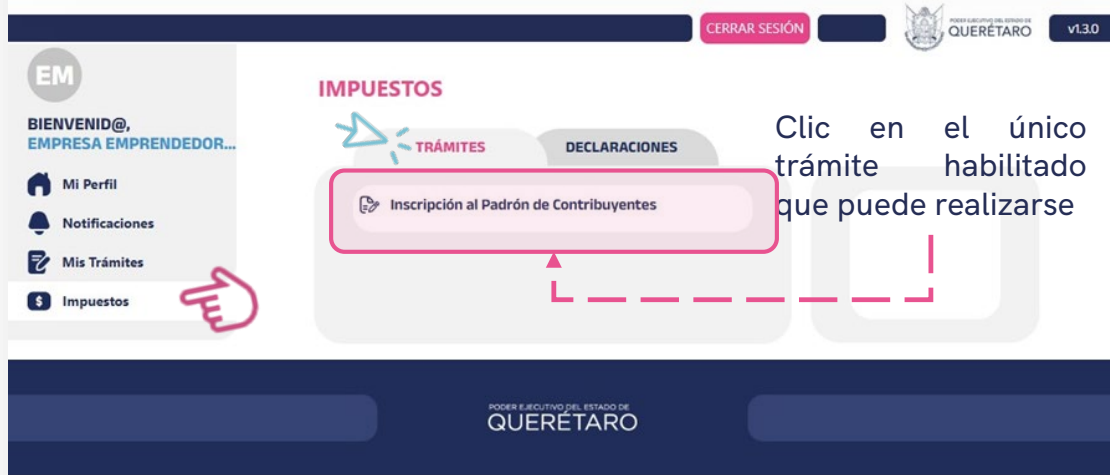 CERRAR SESIÓN
PODER EJECUTIVO DEL ESTADO DE
QUERÉTARO
v1.3.0
EM
BIENVENID@,
EMPRESA EMPRENDEDOR...
Mi Perfil
Notificaciones
Mis Trámites
$ Impuestos
IMPUESTOS
TRÁMITES
DECLARACIONES
Inscripción al Padrón de Contribuyentes
Clic en el único
trámite habilitado
que puede realizarse
PODER EJECUTIVO DEL ESTADO DE
QUERÉTARO